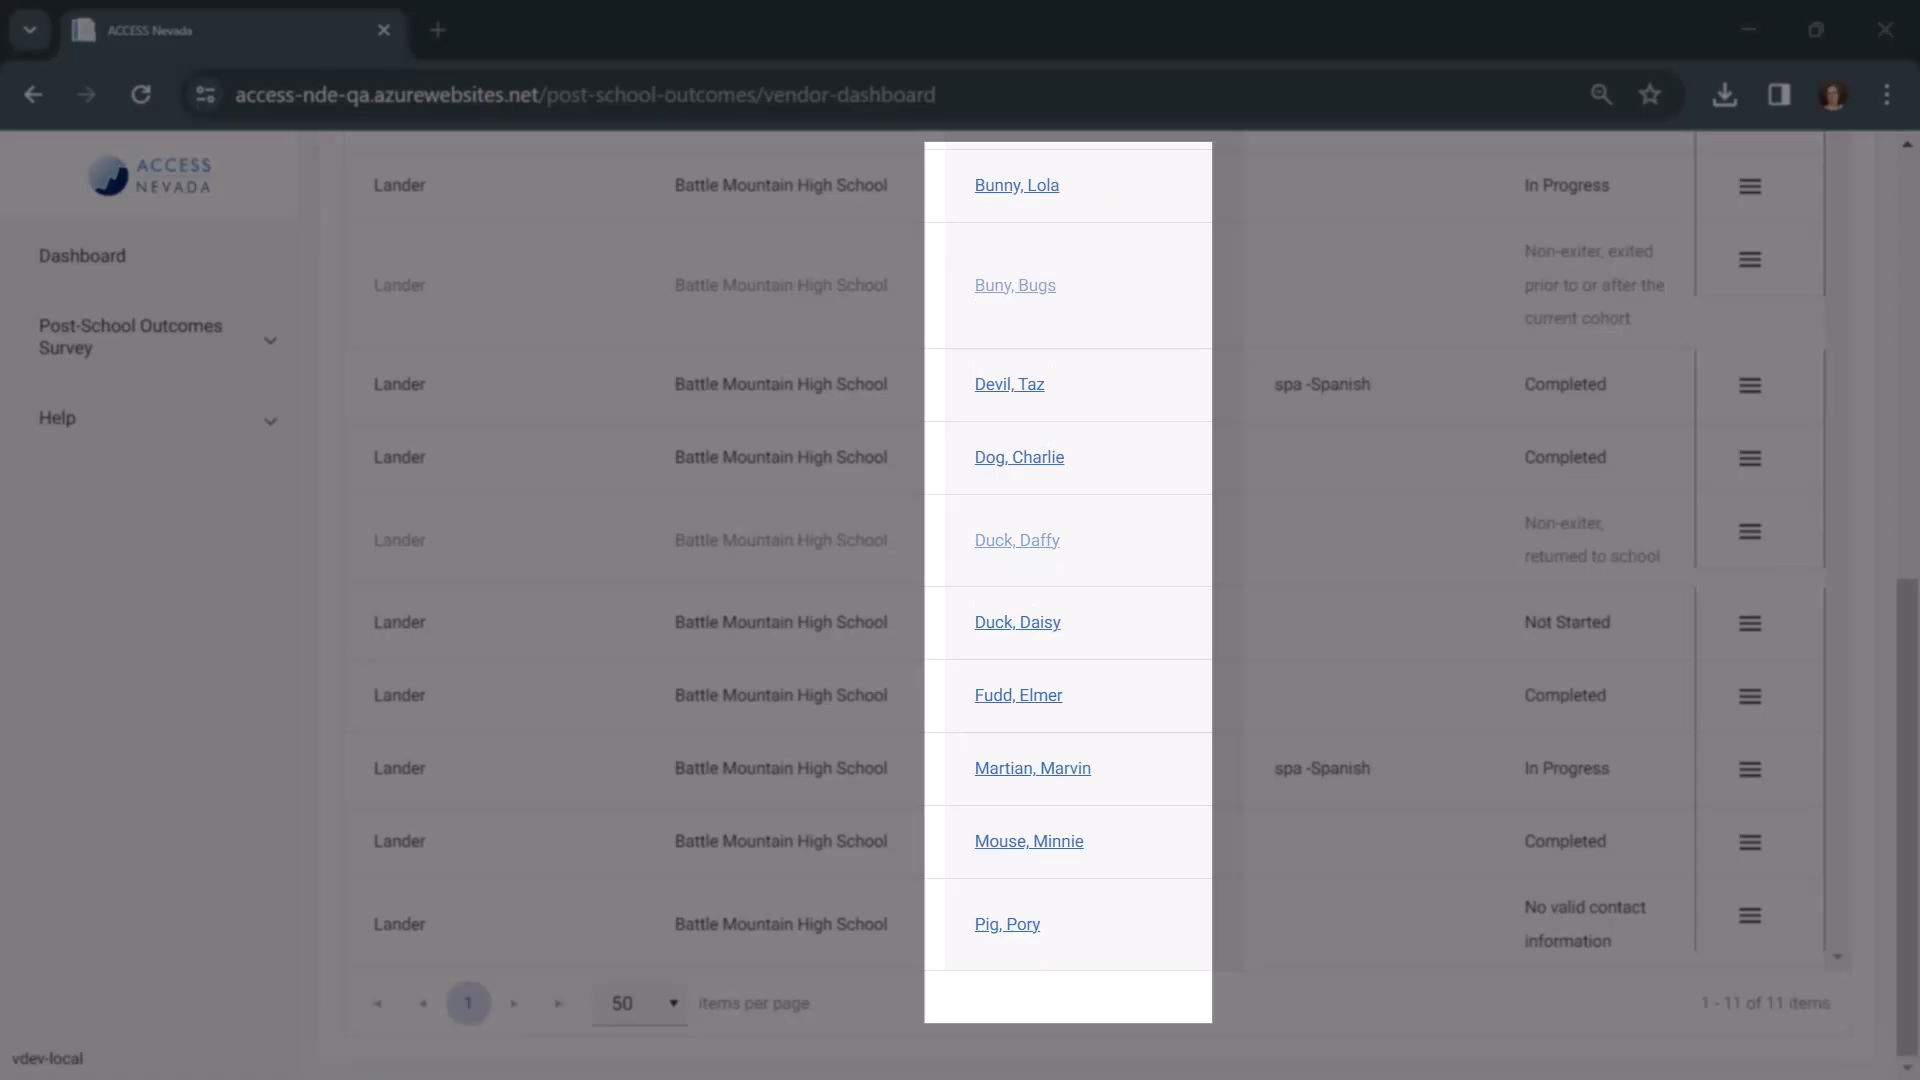 ACCESS Nevada
access-nde-qa.azurewebsites.net/post-school-outcomes/vendor-dashboard
ACCESS
NEVADA
Dashboard
Post-School Outcomes
Survey
Help
Lander Battle Mountain High School Bunny, Lola In Progress
Lander Battle Mountain High School Buny, Bugs Non-exiter, exited
prior to or after the
current cohort
Lander Battle Mountain High School Devil, Taz spa -Spanish Completed
Lander Battle Mountain High School Dog, Charlie Completed
Lander Battle Mountain High School Duck, Daffy Non-exiter,
returned to school
Lander Battle Mountain High School Duck, Daisy Not Started
Lander Battle Mountain High School Fudd, Elmer Completed
Lander Battle Mountain High School Martian, Marvin spa -Spanish In Progress
Lander Battle Mountain High School Mouse, Minnie Completed
Lander Battle Mountain High School Pig, Pory No valid contact
information
1 50 items per page 1 - 11 of 11 items
vdev-local